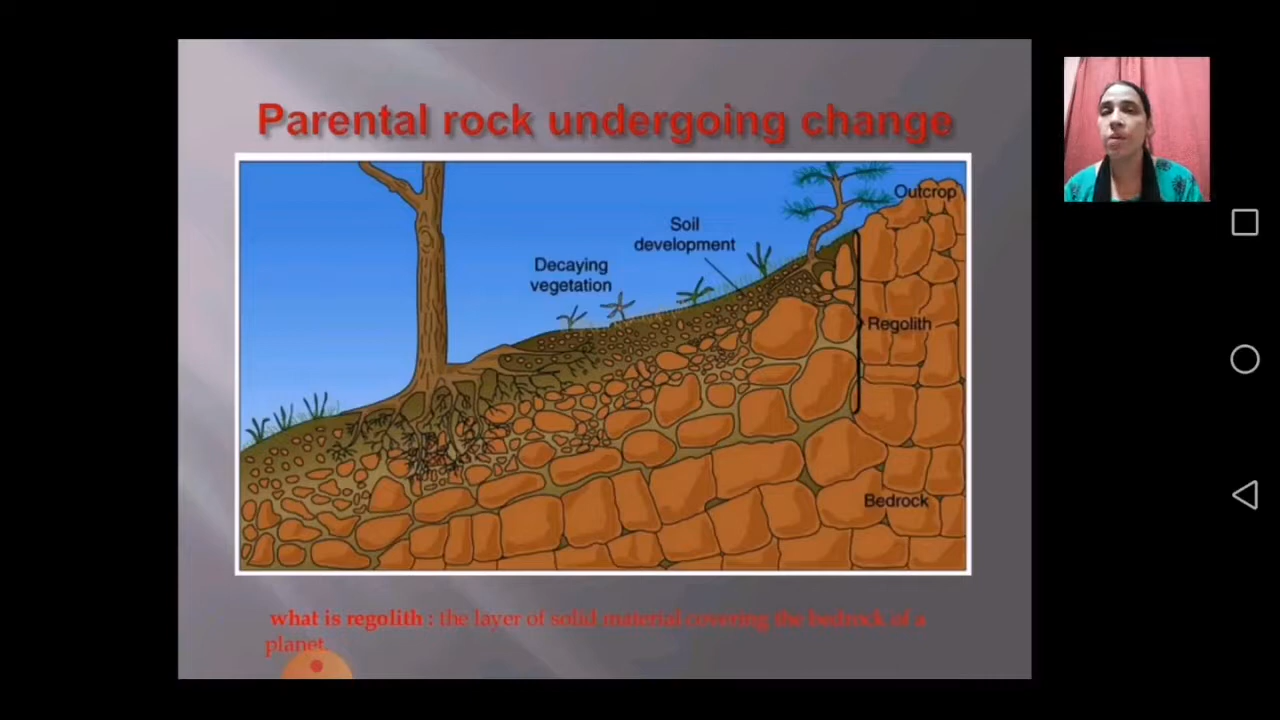 Parental rock undergoing change
Outcrop
Soil
development
Decaying
vegetation
Regolith
Bedrock
what is regolith : the layer of solid material covering the bedrock of a
planet.